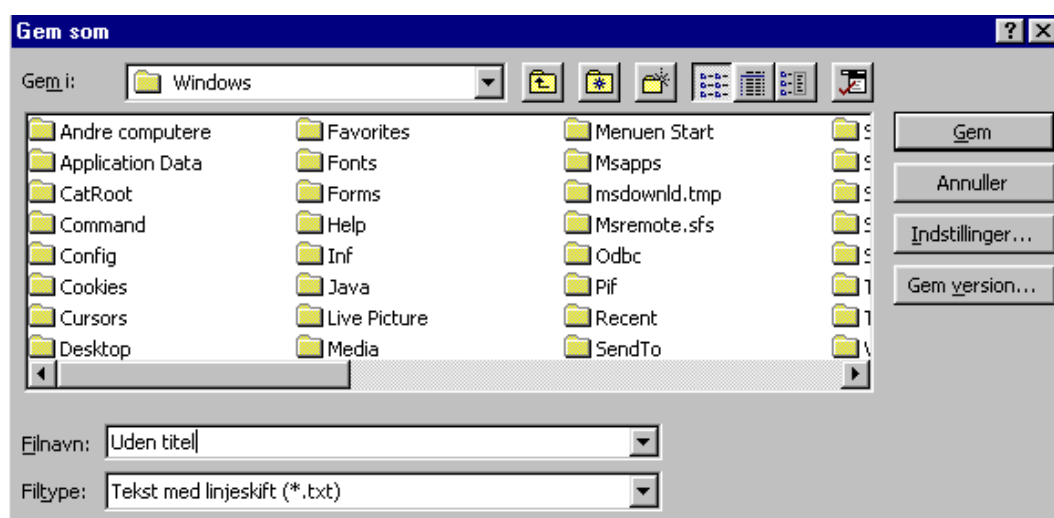 Gem som
Gem i: Windows
Andre computere
Application Data
CatRoot
Command
Config
Cookies
Cursors
Desktop
Favorites
Fonts
Forms
Help
Inf
Java
Live Picture
Media
Menuen Start
Msapps
msdownld.tmp
Msremote.sfs
Odbc
Pif
Recent
SendTo
Gem
Annuller
Indstillinger...
Gem version...
Filnavn: Uden titel
Filtype: Tekst med linjeskift (*.txt)